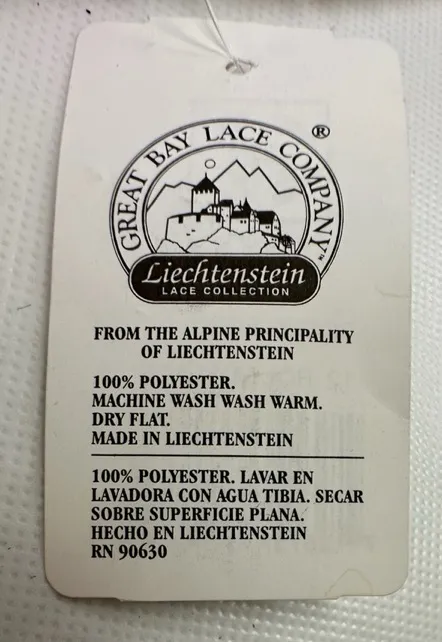 GREAT BAY LACE COMPANY™
®
Liechtenstein
LACE COLLECTION
FROM THE ALPINE PRINCIPALITY
OF LIECHTENSTEIN
100% POLYESTER.
MACHINE WASH WASH WARM.
DRY FLAT.
MADE IN LIECHTENSTEIN
100% POLYESTER. LAVAR EN
LAVADORA CON AGUA TIBIA. SECAR
SOBRE SUPERFICIE PLANA.
HECHO EN LIECHTENSTEIN
RN 90630